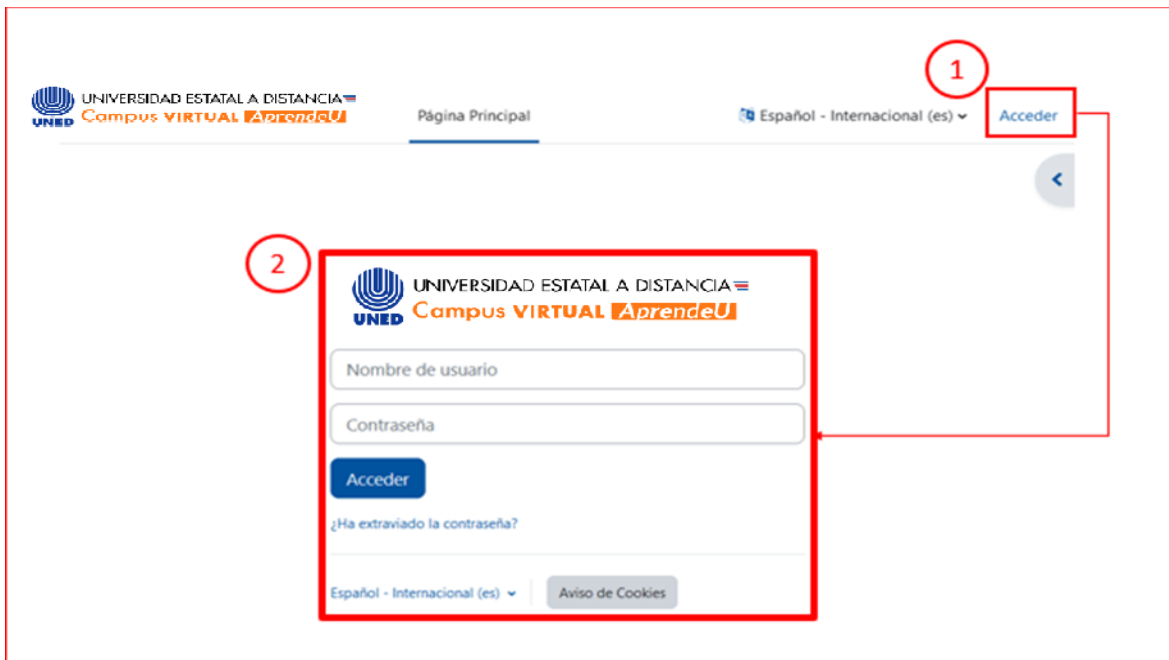 1
UNIVERSIDAD ESTATAL A DISTANCIA
UNED Campus VIRTUAL AprendeU
Página Principal
Español - Internacional (es)
Acceder
2
UNIVERSIDAD ESTATAL A DISTANCIA
UNED Campus VIRTUAL AprendeU
Nombre de usuario
Contraseña
Acceder
¿Ha extraviado la contraseña?
Español - Internacional (es)
Aviso de Cookies